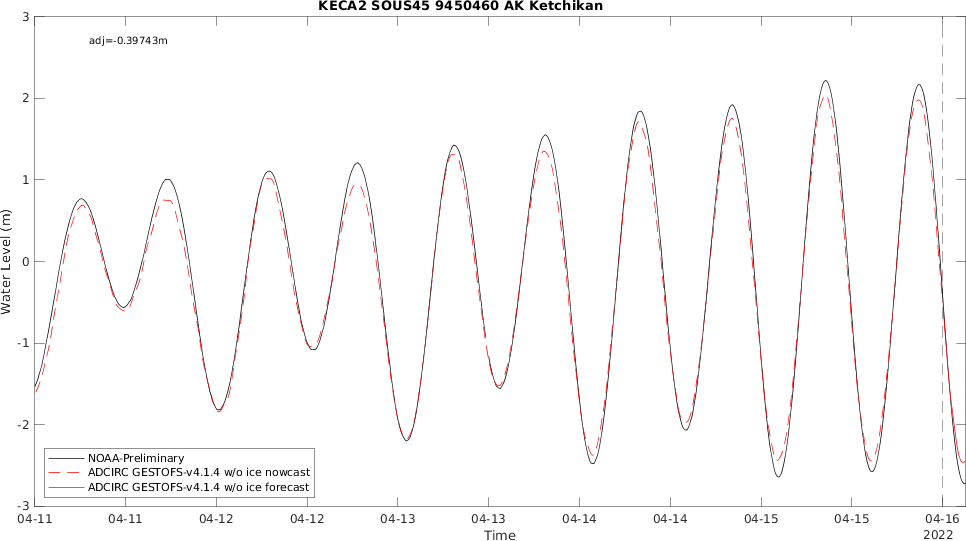 KECA2 SOUS45 9450460 AK Ketchikan
adj=-0.39743m
3
2
1
0
-1
-2
-3
Water Level (m)
NOAA-Preliminary
ADCIRC GESTOFS-v4.1.4 w/o ice nowcast
ADCIRC GESTOFS-v4.1.4 w/o ice forecast
04-11 04-11 04-12 04-12 04-13 04-13 04-14 04-14 04-15 04-15 04-16
Time
2022